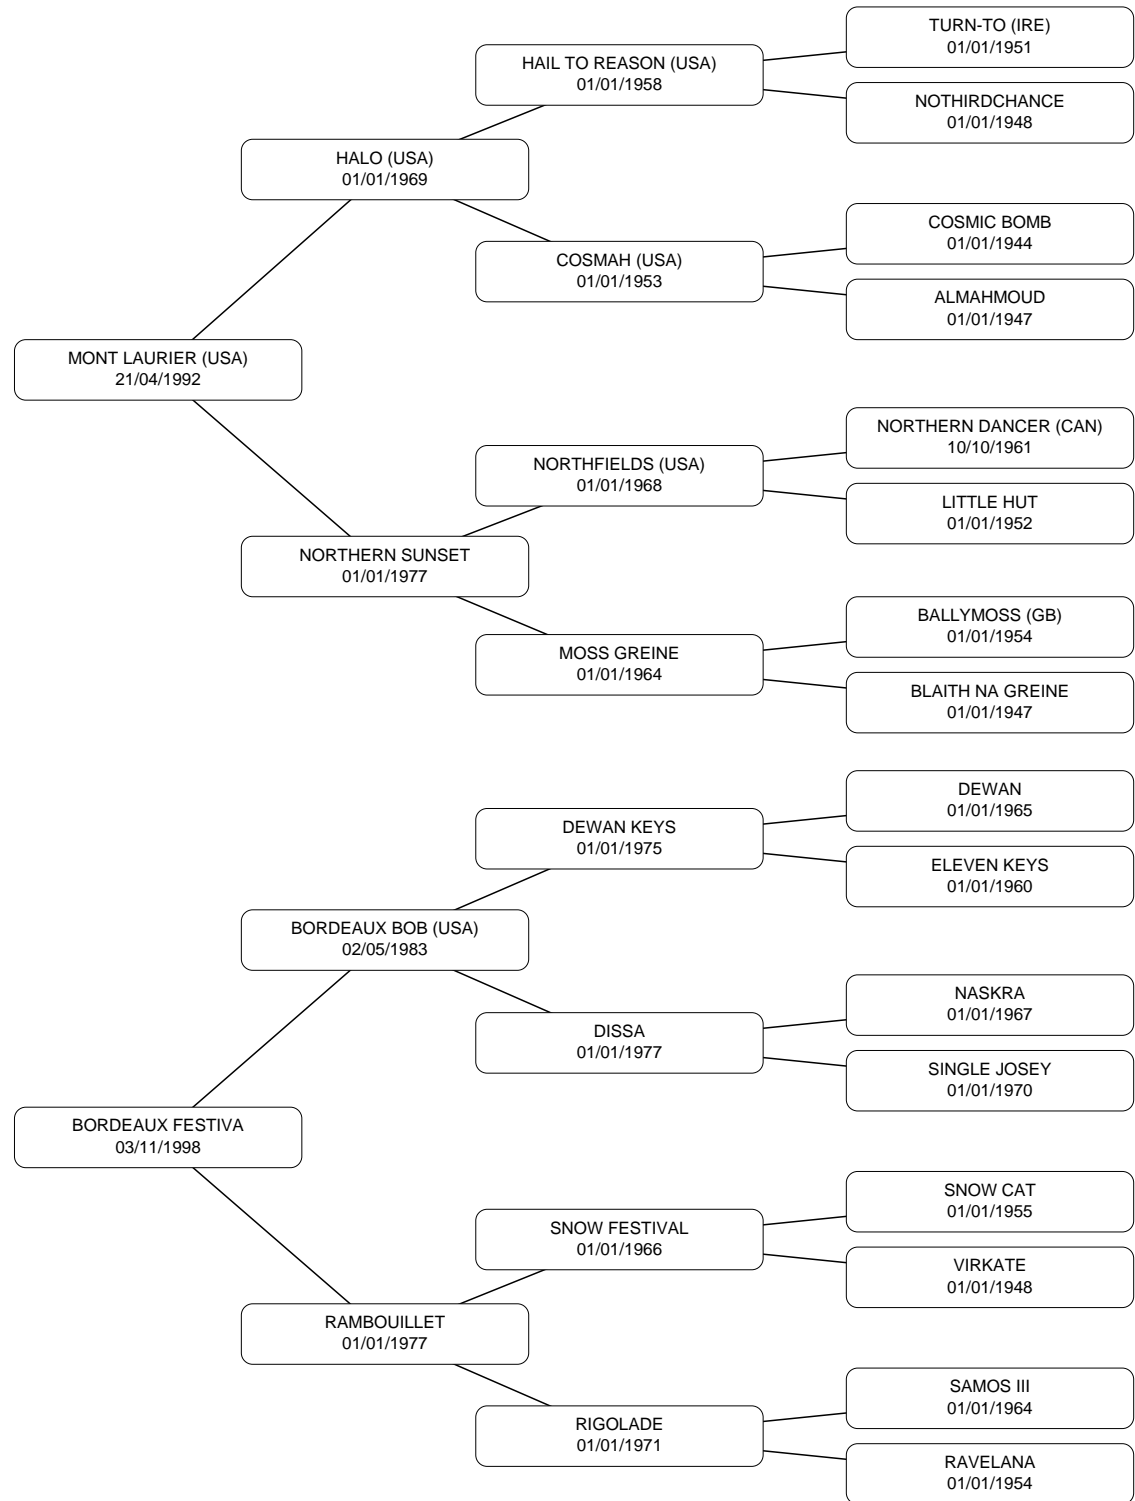 TURN-TO (IRE)
01/01/1951
HAIL TO REASON (USA)
01/01/1958
NOTHIRDCHANCE
01/01/1948
HALO (USA)
01/01/1969
COSMIC BOMB
01/01/1944
COSMAH (USA)
01/01/1953
ALMAHMOUD
01/01/1947
MONT LAURIER (USA)
21/04/1992
NORTHERN DANCER (CAN)
10/10/1961
NORTHFIELDS (USA)
01/01/1968
LITTLE HUT
01/01/1952
NORTHERN SUNSET
01/01/1977
BALLYMOSS (GB)
01/01/1954
MOSS GREINE
01/01/1964
BLAITH NA GREINE
01/01/1947
DEWAN
01/01/1965
DEWAN KEYS
01/01/1975
ELEVEN KEYS
01/01/1960
BORDEAUX BOB (USA)
02/05/1983
NASKRA
01/01/1967
DISSA
01/01/1977
SINGLE JOSEY
01/01/1970
BORDEAUX FESTIVA
03/11/1998
SNOW CAT
01/01/1955
SNOW FESTIVAL
01/01/1966
VIRKATE
01/01/1948
RAMBOUILLET
01/01/1977
SAMOS III
01/01/1964
RIGOLADE
01/01/1971
RAVELANA
01/01/1954